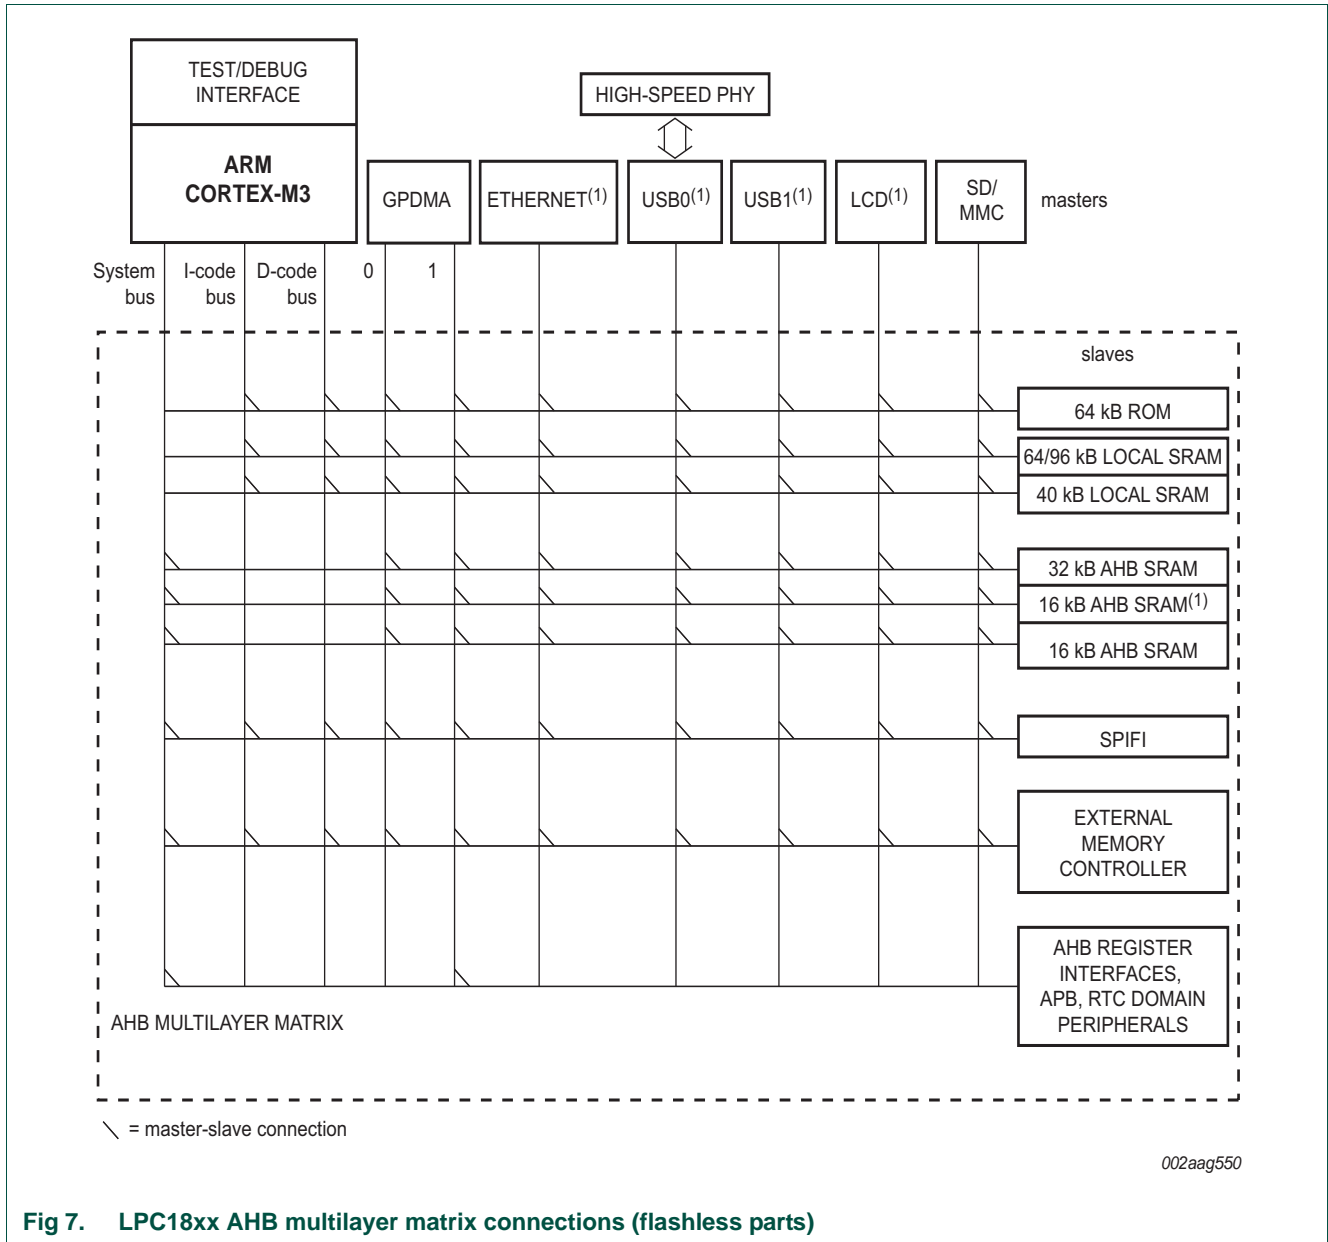 TEST/DEBUG
INTERFACE
HIGH-SPEED PHY
ARM
CORTEX-M3
GPDMA
ETHERNET(1)
USB0(1)
USB1(1)
LCD(1)
SD/
MMC
masters
System
bus
I-code
bus
D-code
bus
0
1
slaves
64 kB ROM
64/96 kB LOCAL SRAM
40 kB LOCAL SRAM
32 kB AHB SRAM
16 kB AHB SRAM(1)
16 kB AHB SRAM
SPIFI
EXTERNAL
MEMORY
CONTROLLER
AHB REGISTER
INTERFACES,
APB, RTC DOMAIN
PERIPHERALS
AHB MULTILAYER MATRIX
= master-slave connection
002aag550
Fig 7. LPC18xx AHB multilayer matrix connections (flashless parts)